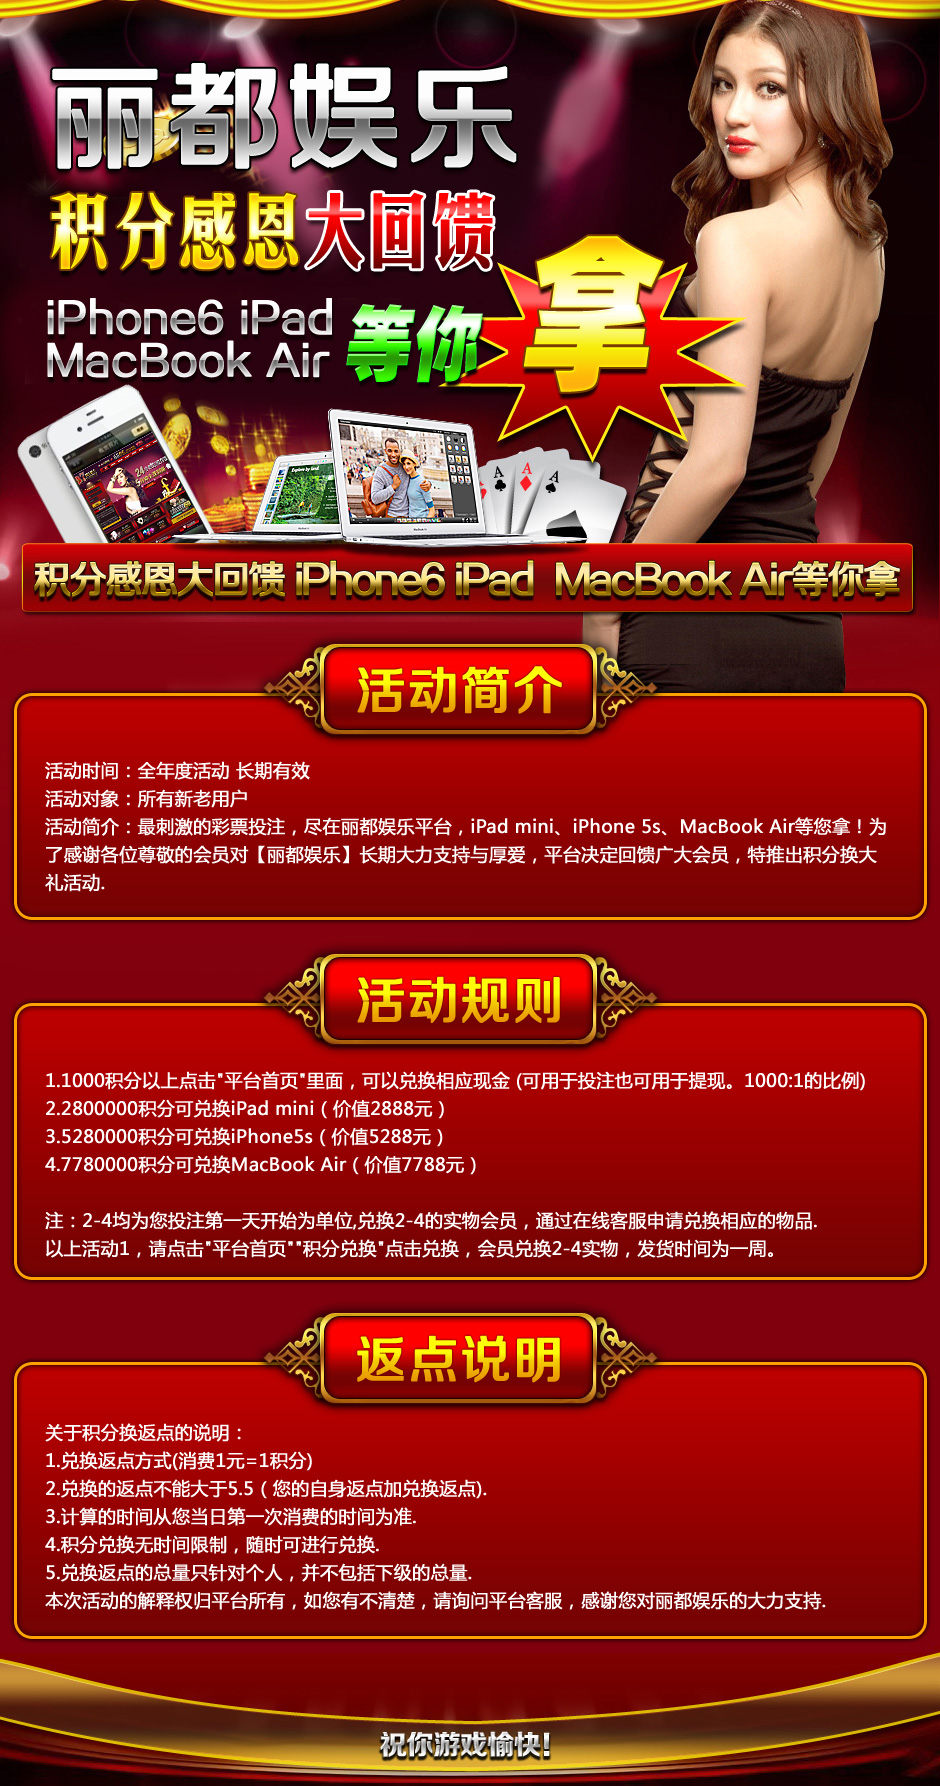 丽都娱乐
积分感恩大回馈
iPhone6 iPad
MacBook Air 等你拿
积分感恩大回馈 iPhone6 iPad MacBook Air等你拿
活动简介
活动时间：全年度活动 长期有效
活动对象：所有新老用户
活动简介：最刺激的彩票投注，尽在丽都娱乐平台，iPad mini、iPhone 5s、MacBook Air等您拿！为
了感谢各位尊敬的会员对【丽都娱乐】长期大力支持与厚爱，平台决定回馈广大会员，特推出积分换大
礼活动.
活动规则
1.1000积分以上点击"平台首页"里面，可以兑换相应现金 (可用于投注也可用于提现。1000:1的比例)
2.2800000积分可兑换iPad mini（价值2888元）
3.5280000积分可兑换iPhone5s（价值5288元）
4.7780000积分可兑换MacBook Air（价值7788元）
注：2-4均为您投注第一天开始为单位,兑换2-4的实物会员，通过在线客服申请兑换相应的物品.
以上活动1，请点击"平台首页""积分兑换"点击兑换，会员兑换2-4实物，发货时间为一周。
返点说明
关于积分换返点的说明：
1.兑换返点方式(消费1元=1积分)
2.兑换的返点不能大于5.5（您的自身返点加兑换返点).
3.计算的时间从您当日第一次消费的时间为准.
4.积分兑换无时间限制，随时可进行兑换.
5.兑换返点的总量只针对个人，并不包括下级的总量.
本次活动的解释权归平台所有，如您有不清楚，请询问平台客服，感谢您对丽都娱乐的大力支持.
祝你游戏愉快!